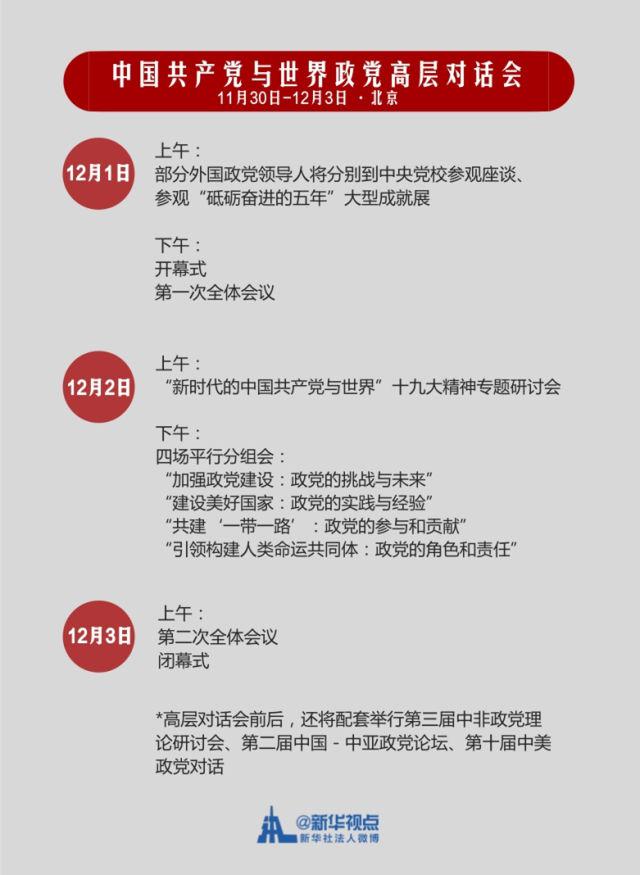 中国共产党与世界政党高层对话会
11月30日-12月3日·北京
12月1日
上午：
部分外国政党领导人将分别到中央党校参观座谈、
参观“砥砺奋进的五年”大型成就展
下午：
开幕式
第一次全体会议
12月2日
上午：
“新时代的中国共产党与世界”十九大精神专题研讨会
下午：
四场平行分组会：
“加强政党建设：政党的挑战与未来”
“建设美好国家：政党的实践与经验”
“共建‘一带一路’：政党的参与和贡献”
“引领构建人类命运共同体：政党的角色和责任”
12月3日
上午：
第二次全体会议
闭幕式
*高层对话会前后，还将配套举行第三届中非政党理
论研讨会、第二届中国－中亚政党论坛、第十届中美
政党对话
@新华视点
新华社法人微博